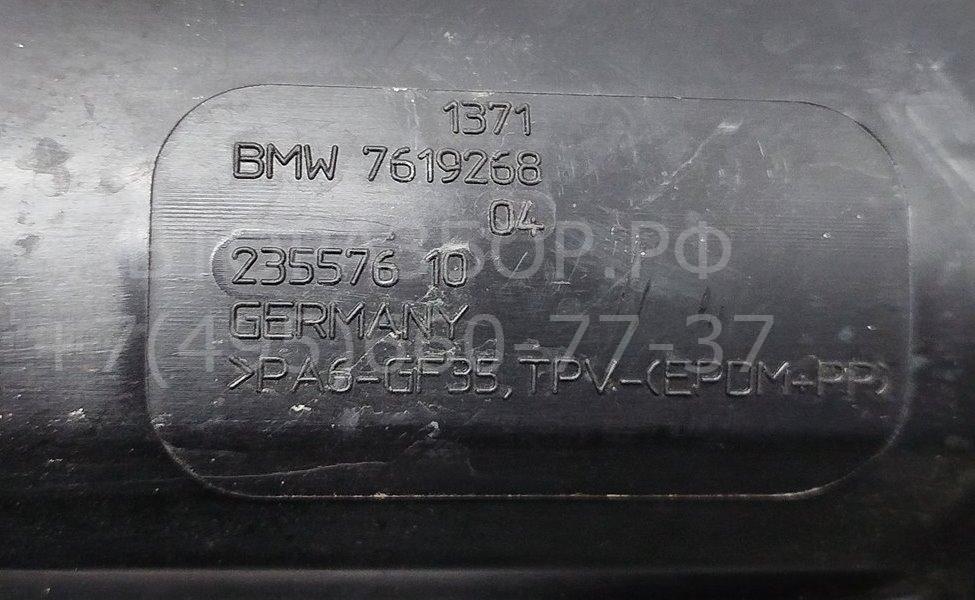 1371
BMW 7619268
04
235576 10
GERMANY
>PA6-GF35, TPV-(EPDM+PP)